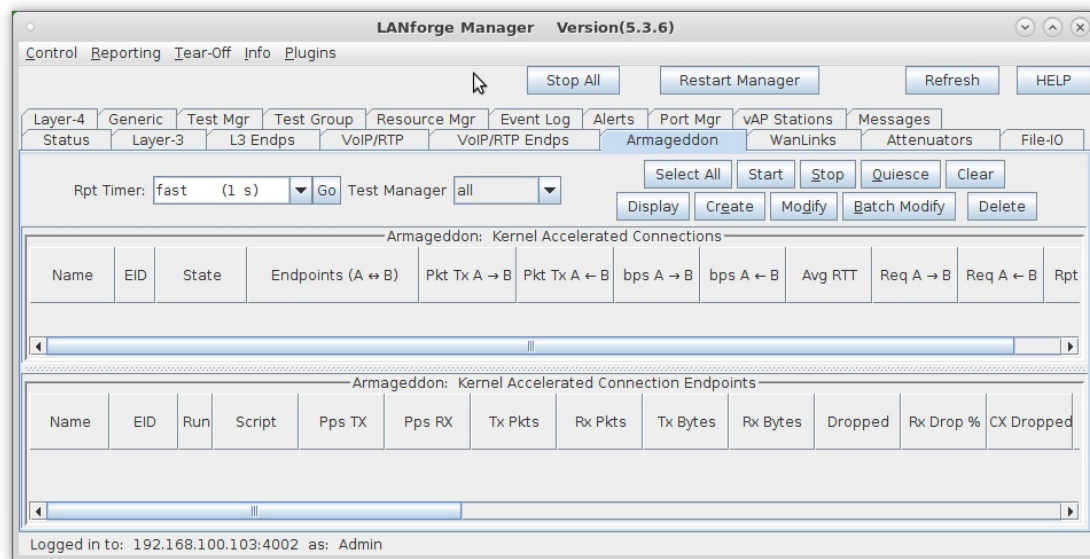 LANforge Manager Version(5.3.6)
Control Reporting Tear-Off Info Plugins
Stop All Restart Manager Refresh HELP
Layer-4 Generic Test Mgr Test Group Resource Mgr Event Log Alerts Port Mgr vAP Stations Messages
Status Layer-3 L3 Endps VoIP/RTP VoIP/RTP Endps Armageddon WanLinks Attenuators File-IO
Rpt Timer: fast (1 s) Go Test Manager all
Select All Start Stop Quiesce Clear
Display Create Modify Batch Modify Delete
Armageddon: Kernel Accelerated Connections
Name EID State Endpoints (A ↔ B) Pkt Tx A → B Pkt Tx A ← B bps A → B bps A ← B Avg RTT Req A → B Req A ← B Rpt
Armageddon: Kernel Accelerated Connection Endpoints
Name EID Run Script Pps TX Pps RX Tx Pkts Rx Pkts Tx Bytes Rx Bytes Dropped Rx Drop % CX Dropped
Logged in to: 192.168.100.103:4002 as: Admin